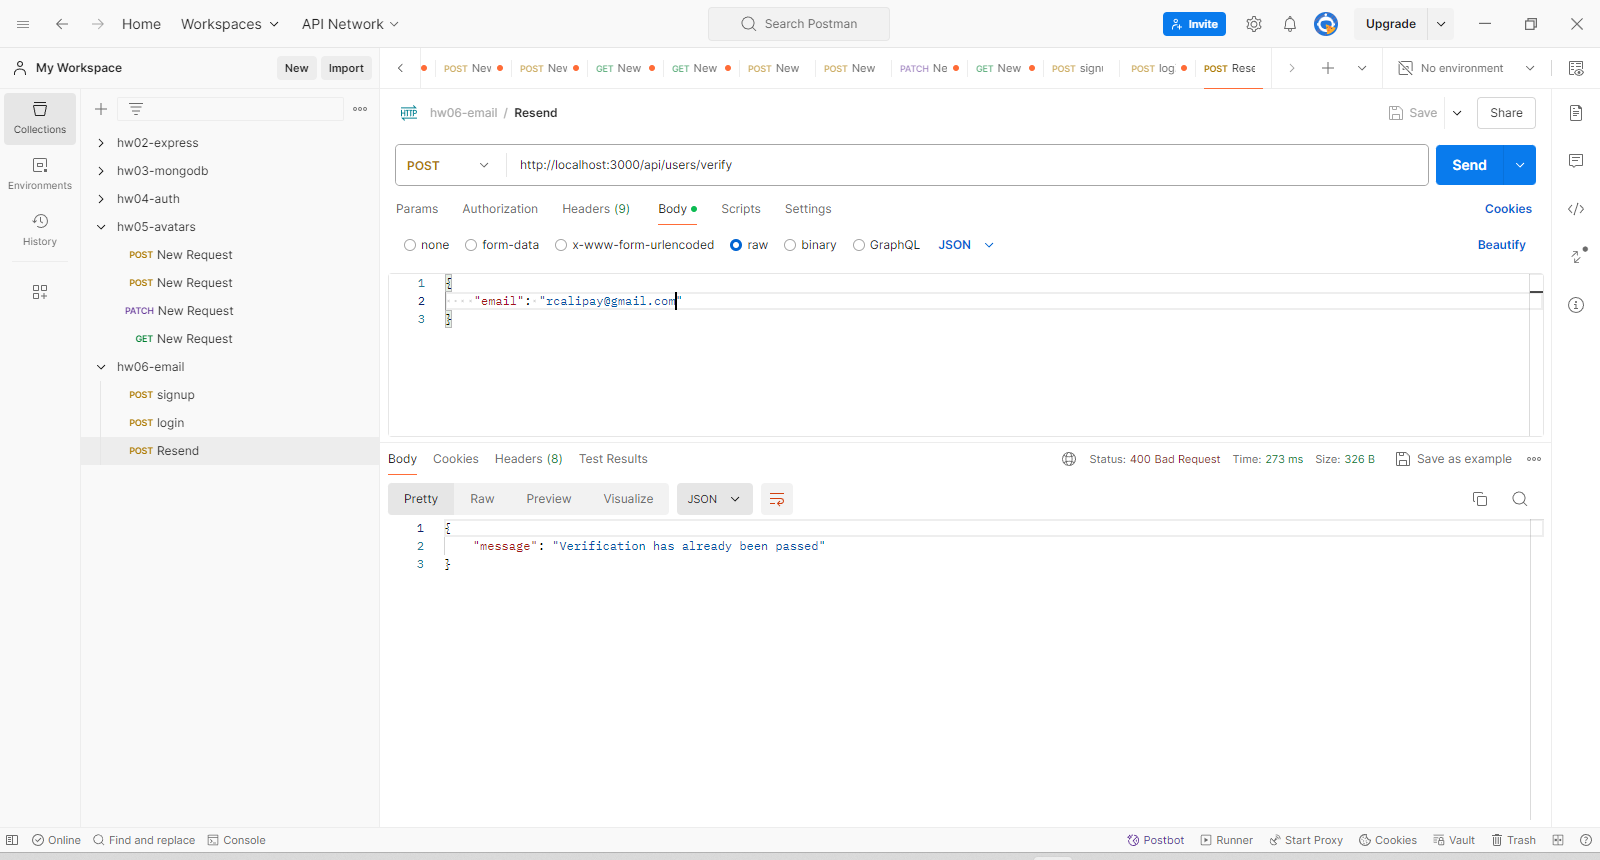 Home Workspaces API Network Search Postman Invite Upgrade
My Workspace New Import POST Nev POST Nev GET New GET New POST New POST New PATCH Ne GET New POST sign POST log POST Rese No environment
Collections
Environments
History
hw02-express
hw03-mongodb
hw04-auth
hw05-avatars
POST New Request
POST New Request
PATCH New Request
GET New Request
hw06-email
POST signup
POST login
POST Resend
HTTP hw06-email / Resend Save Share
POST http://localhost:3000/api/users/verify Send
Params Authorization Headers (9) Body Scripts Settings Cookies
none form-data x-www-form-urlencoded raw binary GraphQL JSON Beautify
1 {
2 ····"email":·"rcalipay@gmail.com"
3 }
Body Cookies Headers (8) Test Results Status: 400 Bad Request Time: 273 ms Size: 326 B Save as example
Pretty Raw Preview Visualize JSON
1 {
2 "message": "Verification has already been passed"
3 }
Online Find and replace Console Postbot Runner Start Proxy Cookies Vault Trash